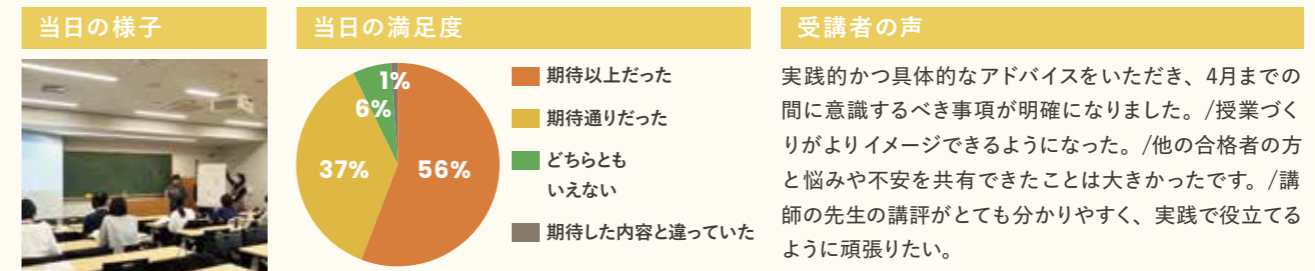 当日の様子
当日の満足度
1%
6%
37%
56%
期待以上だった
期待通りだった
どちらとも
いえない
期待した内容と違っていた
受講者の声
実践的かつ具体的なアドバイスをいただき、4月までの
間に意識するべき事項が明確になりました。/授業づく
りがよりイメージできるようになった。/他の合格者の方
と悩みや不安を共有できたことは大きかったです。/講
師の先生の講評がとても分かりやすく、実践で役立てる
ように頑張りたい。